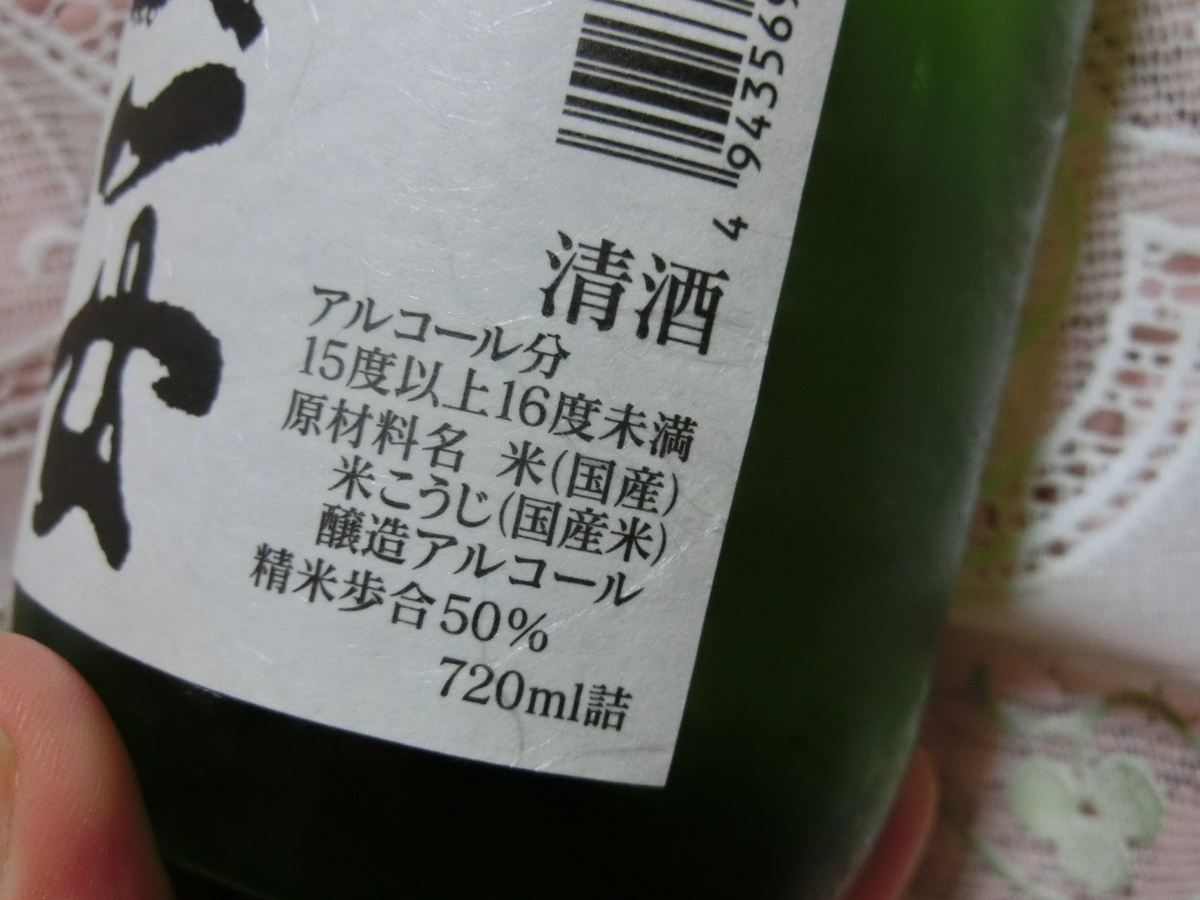 4 943569
清酒
アルコール分
15度以上16度未満
原材料名 米(国産)
米こうじ(国産米)
醸造アルコール
精米歩合50%
720ml詰